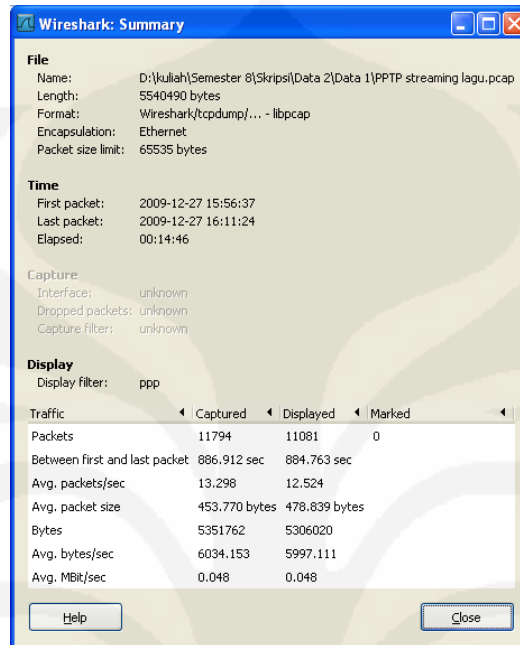 Wireshark: Summary
File
Name: D:\kuliah\Semester 8\Skripsi\Data 2\Data 1\PPTP streaming lagu.pcap
Length: 5540490 bytes
Format: Wireshark/tcpdump/... - libpcap
Encapsulation: Ethernet
Packet size limit: 65535 bytes
Time
First packet: 2009-12-27 15:56:37
Last packet: 2009-12-27 16:11:24
Elapsed: 00:14:46
Capture
Interface: unknown
Dropped packets: unknown
Capture filter: unknown
Display
Display filter: ppp
Traffic Captured Displayed Marked
Packets 11794 11081 0
Between first and last packet 886.912 sec 884.763 sec
Avg. packets/sec 13.298 12.524
Avg. packet size 453.770 bytes 478.839 bytes
Bytes 5351762 5306020
Avg. bytes/sec 6034.153 5997.111
Avg. MBit/sec 0.048 0.048
Help Close